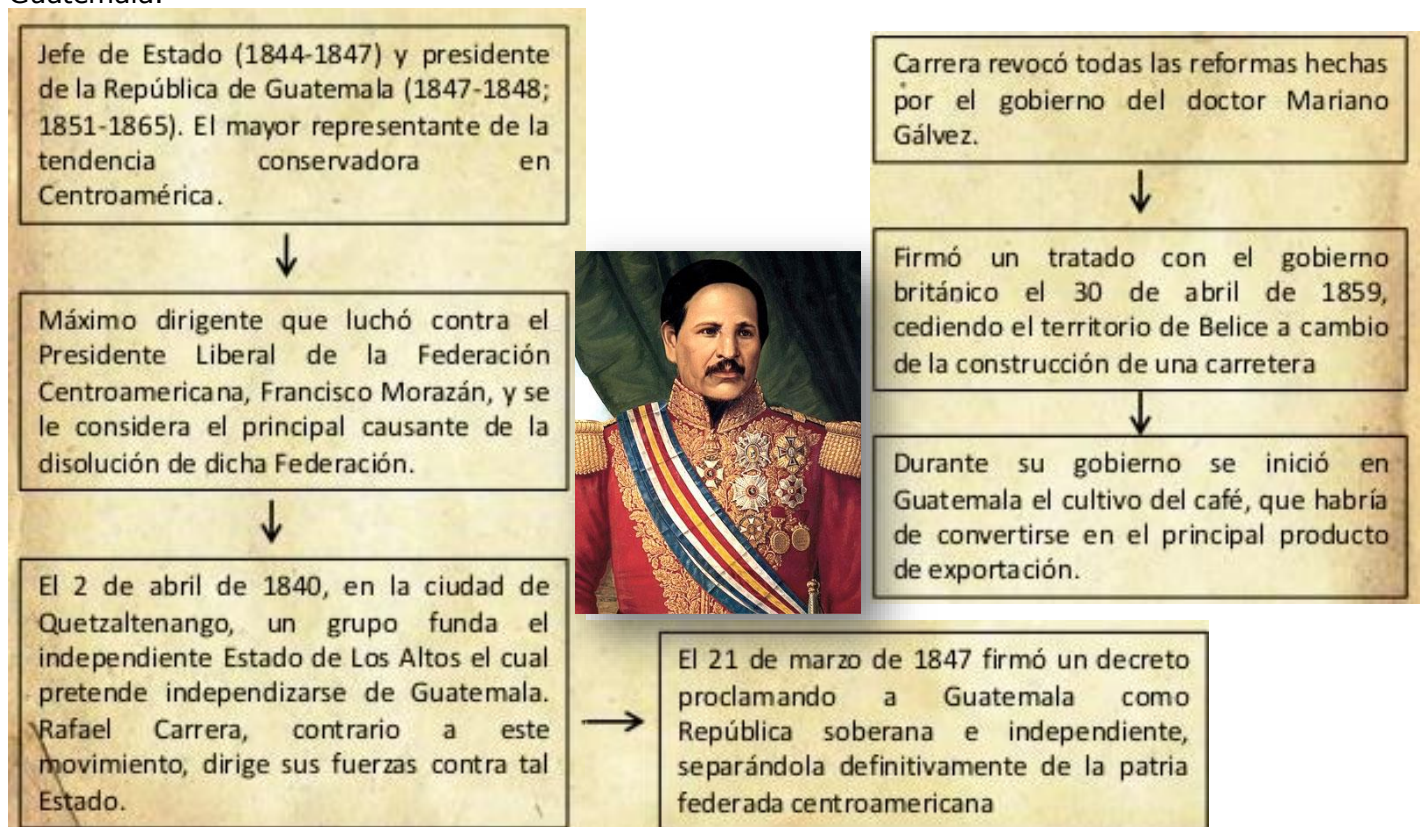 Guatemala.
Jefe de Estado (1844-1847) y presidente
de la República de Guatemala (1847-1848;
1851-1865). El mayor representante de la
tendencia conservadora en
Centroamérica.
Máximo dirigente que luchó contra el
Presidente Liberal de la Federación
Centroamericana, Francisco Morazán, y se
le considera el principal causante de la
disolución de dicha Federación.
El 2 de abril de 1840, en la ciudad de
Quetzaltenango, un grupo funda el
independiente Estado de Los Altos el cual
pretende independizarse de Guatemala.
Rafael Carrera, contrario a este
movimiento, dirige sus fuerzas contra tal
Estado.
El 21 de marzo de 1847 firmó un decreto
proclamando a Guatemala como
República soberana e independiente,
separándola definitivamente de la patria
federada centroamericana
Carrera revocó todas las reformas hechas
por el gobierno del doctor Mariano
Gálvez.
Firmó un tratado con el gobierno
británico el 30 de abril de 1859,
cediendo el territorio de Belice a cambio
de la construcción de una carretera
Durante su gobierno se inició en
Guatemala el cultivo del café, que habría
de convertirse en el principal producto
de exportación.